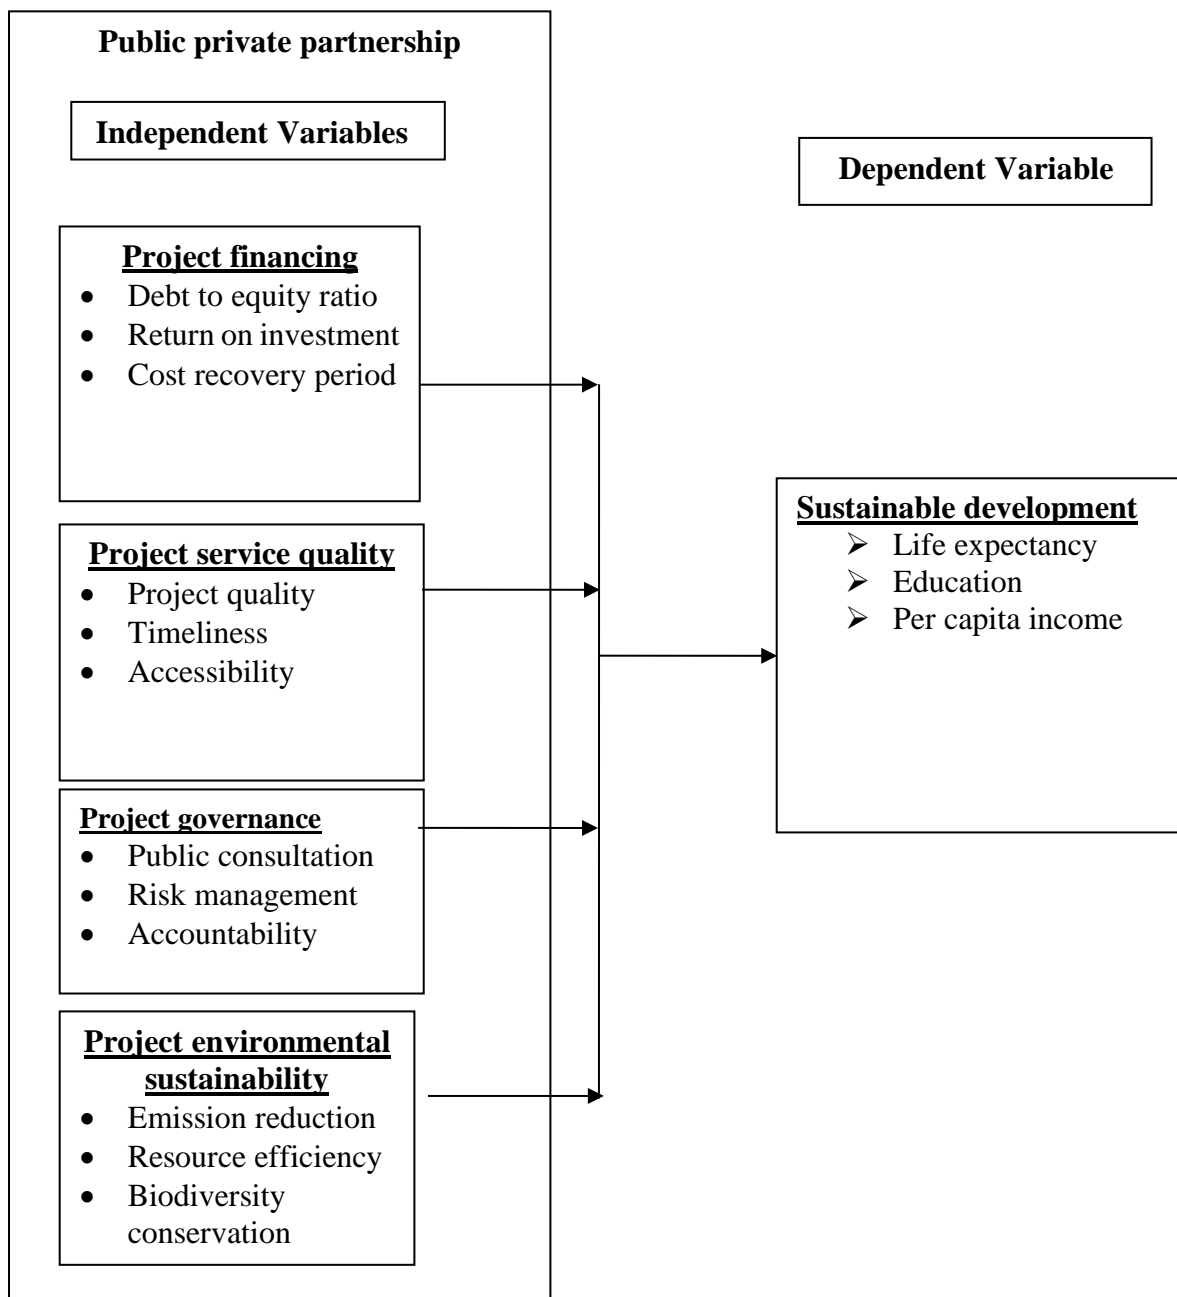 Public private partnership
Independent Variables
Dependent Variable
Project financing
• Debt to equity ratio
• Return on investment
• Cost recovery period
Project service quality
• Project quality
• Timeliness
• Accessibility
Project governance
• Public consultation
• Risk management
• Accountability
Project environmental
sustainability
• Emission reduction
• Resource efficiency
• Biodiversity
conservation
Sustainable development
➢ Life expectancy
➢ Education
➢ Per capita income